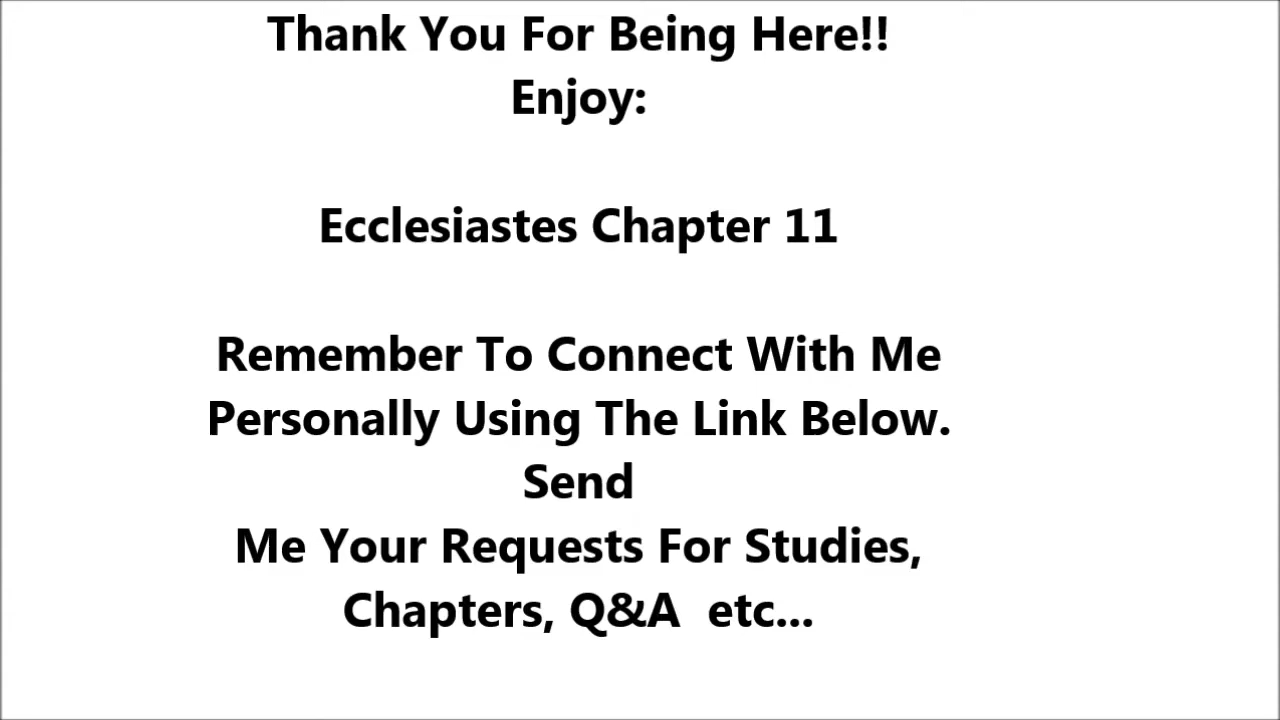 Thank You For Being Here!!
Enjoy:
Ecclesiastes Chapter 11
Remember To Connect With Me
Personally Using The Link Below.
Send
Me Your Requests For Studies,
Chapters, Q&A  etc...